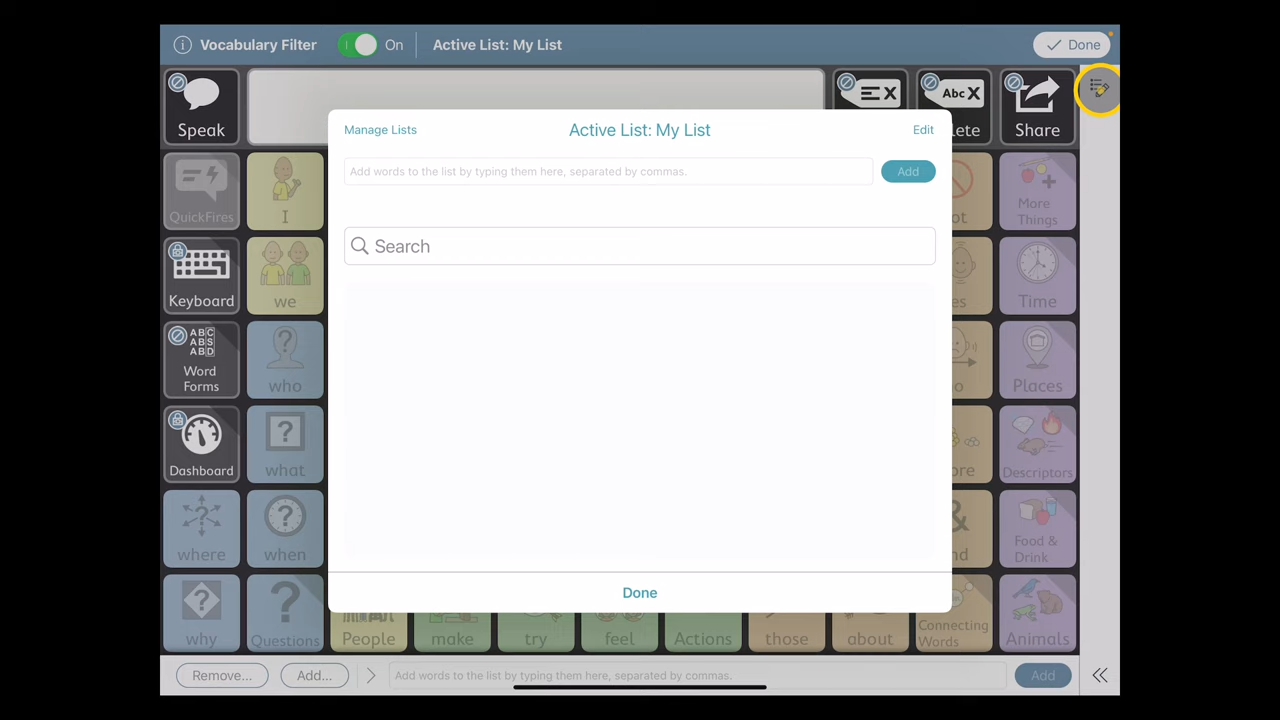 Vocabulary Filter
On
Active List: My List
Done
Speak
Abc
Share
Manage Lists
Active List: My List
Edit
Add words to the list by typing them here, separated by commas.
Add
Search
QuickFires
I
More
Things
Keyboard
we
Time
ABC
ABS
ABD
Word
Forms
who
Places
Dashboard
what
Descriptors
where
when
Food &
Drink
why
Questions
People
make
try
feel
Actions
those
about
Connecting
Words
Animals
Done
Remove...
Add...
Add words to the list by typing them here, separated by commas.
Add